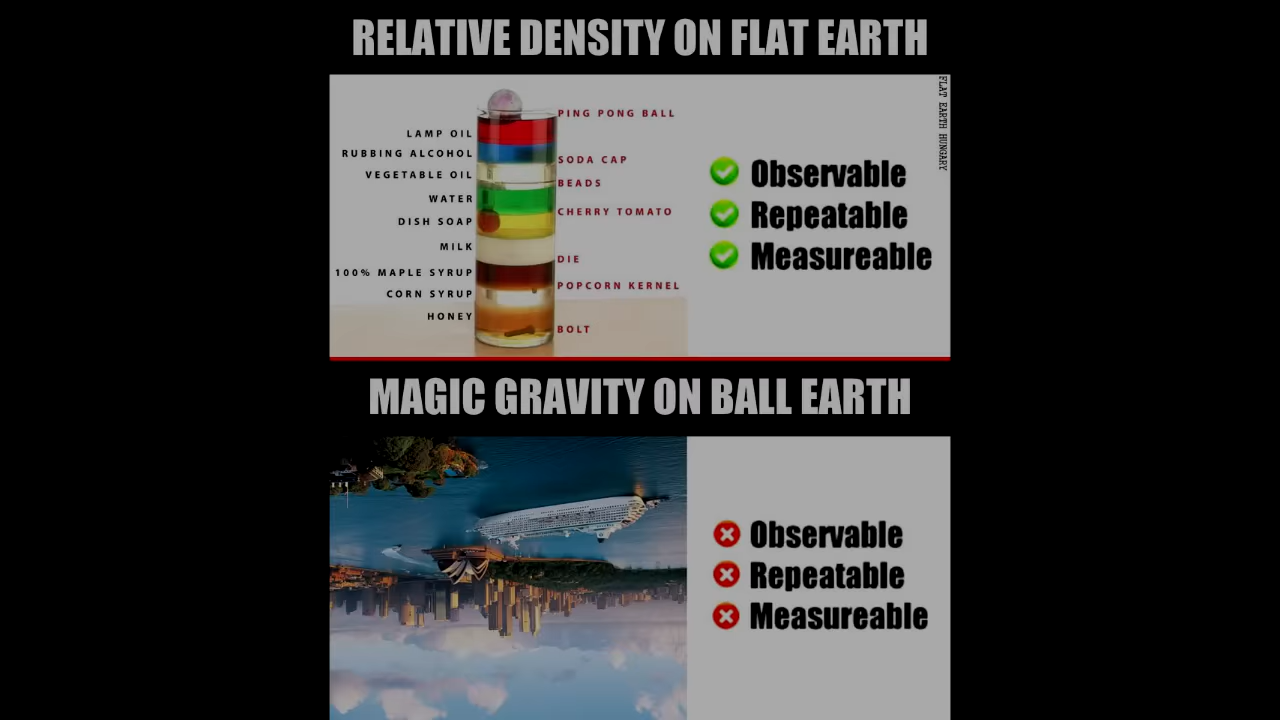 RELATIVE DENSITY ON FLAT EARTH
FLAT EARTH HUNGARY
PING PONG BALL
LAMP OIL
RUBBING ALCOHOL
SODA CAP
VEGETABLE OIL
BEADS
WATER
CHERRY TOMATO
DISH SOAP
MILK
DIE
100% MAPLE SYRUP
POPCORN KERNEL
CORN SYRUP
HONEY
BOLT
Observable
Repeatable
Measureable
MAGIC GRAVITY ON BALL EARTH
Observable
Repeatable
Measureable